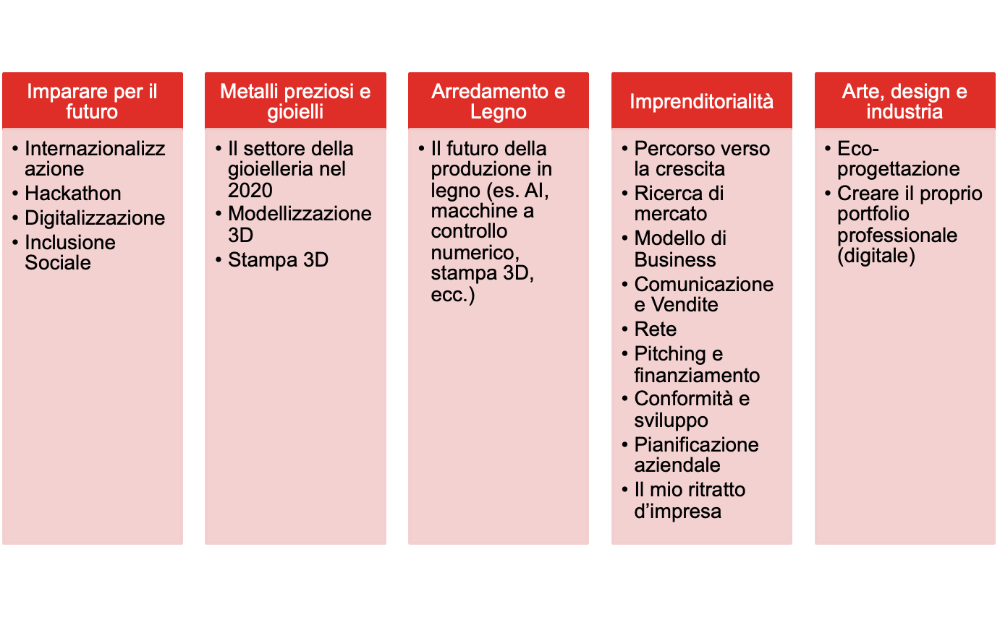 Imparare per il
futuro
• Internazionalizz
azione
• Hackathon
• Digitalizzazione
• Inclusione
Sociale
Metalli preziosi e
gioielli
• Il settore della
gioielleria nel
2020
• Modellizzazione
3D
• Stampa 3D
Arredamento e
Legno
• Il futuro della
produzione in
legno (es. AI,
macchine a
controllo
numerico,
stampa 3D,
ecc.)
Imprenditorialità
• Percorso verso
la crescita
• Ricerca di
mercato
• Modello di
Business
• Comunicazione
e Vendite
• Rete
• Pitching e
finanziamento
• Conformità e
sviluppo
• Pianificazione
aziendale
• Il mio ritratto
d’impresa
Arte, design e
industria
• Eco-
progettazione
• Creare il proprio
portfolio
professionale
(digitale)